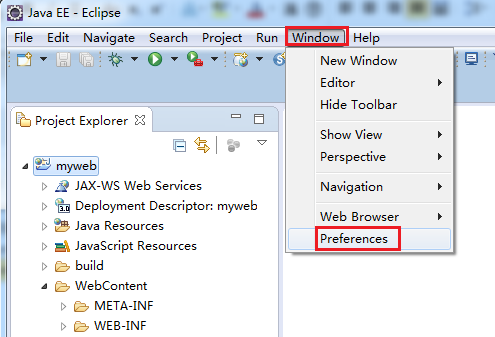 Java EE - Eclipse
File Edit Navigate Search Project Run Window Help
New Window
Editor
Hide Toolbar
Show View
Perspective
Navigation
Web Browser
Preferences
Project Explorer
myweb
JAX-WS Web Services
3.0 Deployment Descriptor: myweb
Java Resources
JavaScript Resources
build
WebContent
META-INF
WEB-INF